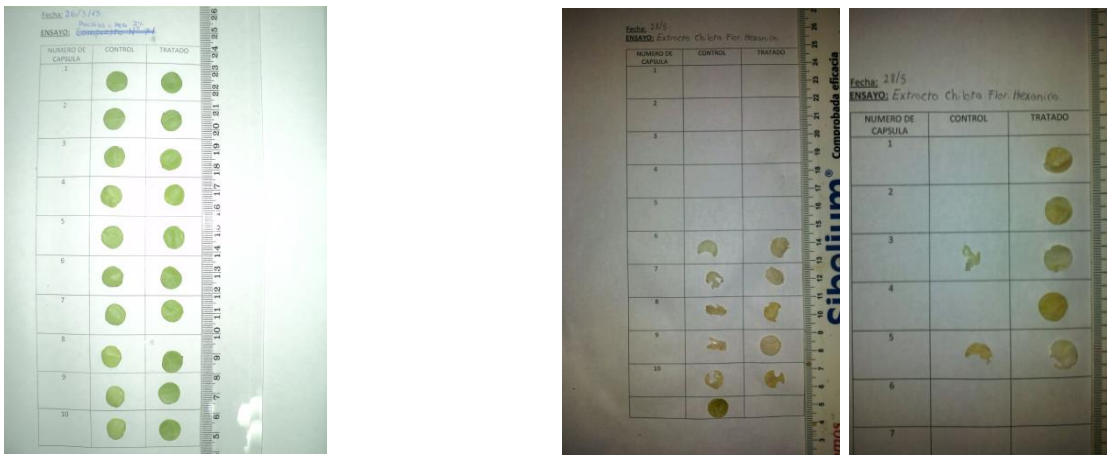 Fecha: 26/5/15
ENSAYO:
NUMERO DE CAPSULA CONTROL TRATADO
1
2
3
4
5
6
7
8
9
10
Fecha: 28/5
ENSAYO: Extracto Chilota Flor. Hexanico.
NUMERO DE CAPSULA CONTROL TRATADO
1
2
3
4
5
6
7
8
9
10
Comprobada eficacia
Sibolium®
Fecha: 28/5
ENSAYO: Extracto Chilota Flor. Hexanico.
NUMERO DE CAPSULA CONTROL TRATADO
1
2
3
4
5
6
7